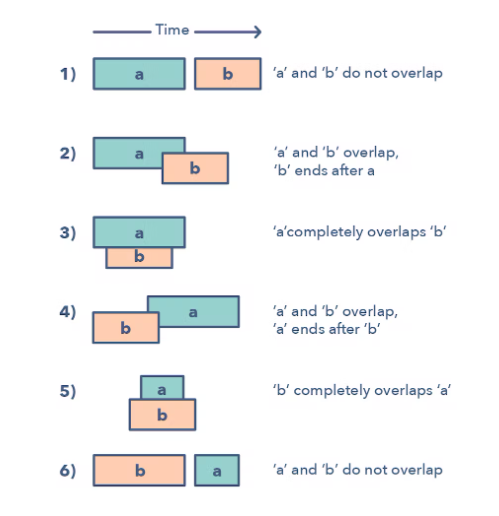 Time
1) a b 'a' and 'b' do not overlap
2) a b 'a' and 'b' overlap,
'b' ends after a
3) a b 'a'completely overlaps 'b'
4) a b 'a' and 'b' overlap,
'a' ends after 'b'
5) a b 'b' completely overlaps 'a'
6) b a 'a' and 'b' do not overlap